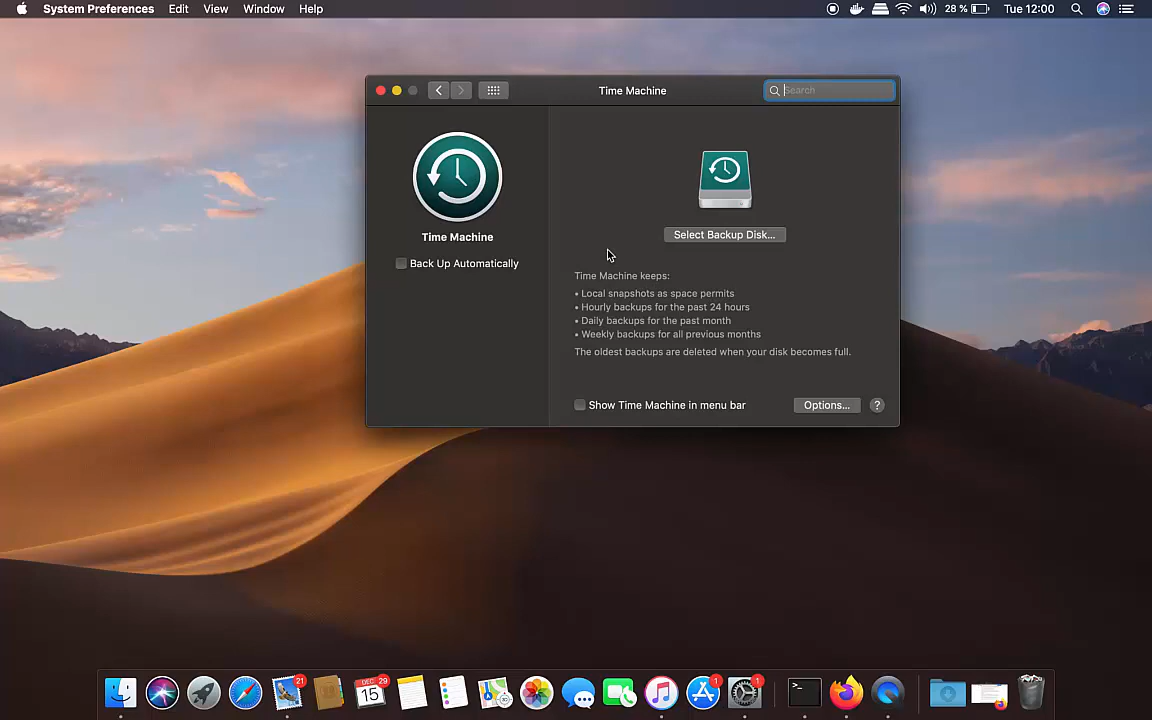 System Preferences Edit View Window Help 28 % Tue 12:00
Time Machine Search
Time Machine
Back Up Automatically
Select Backup Disk...
Time Machine keeps:
• Local snapshots as space permits
• Hourly backups for the past 24 hours
• Daily backups for the past month
• Weekly backups for all previous months
The oldest backups are deleted when your disk becomes full.
Show Time Machine in menu bar Options... ?
21 DEC 29 15 1 1 >_